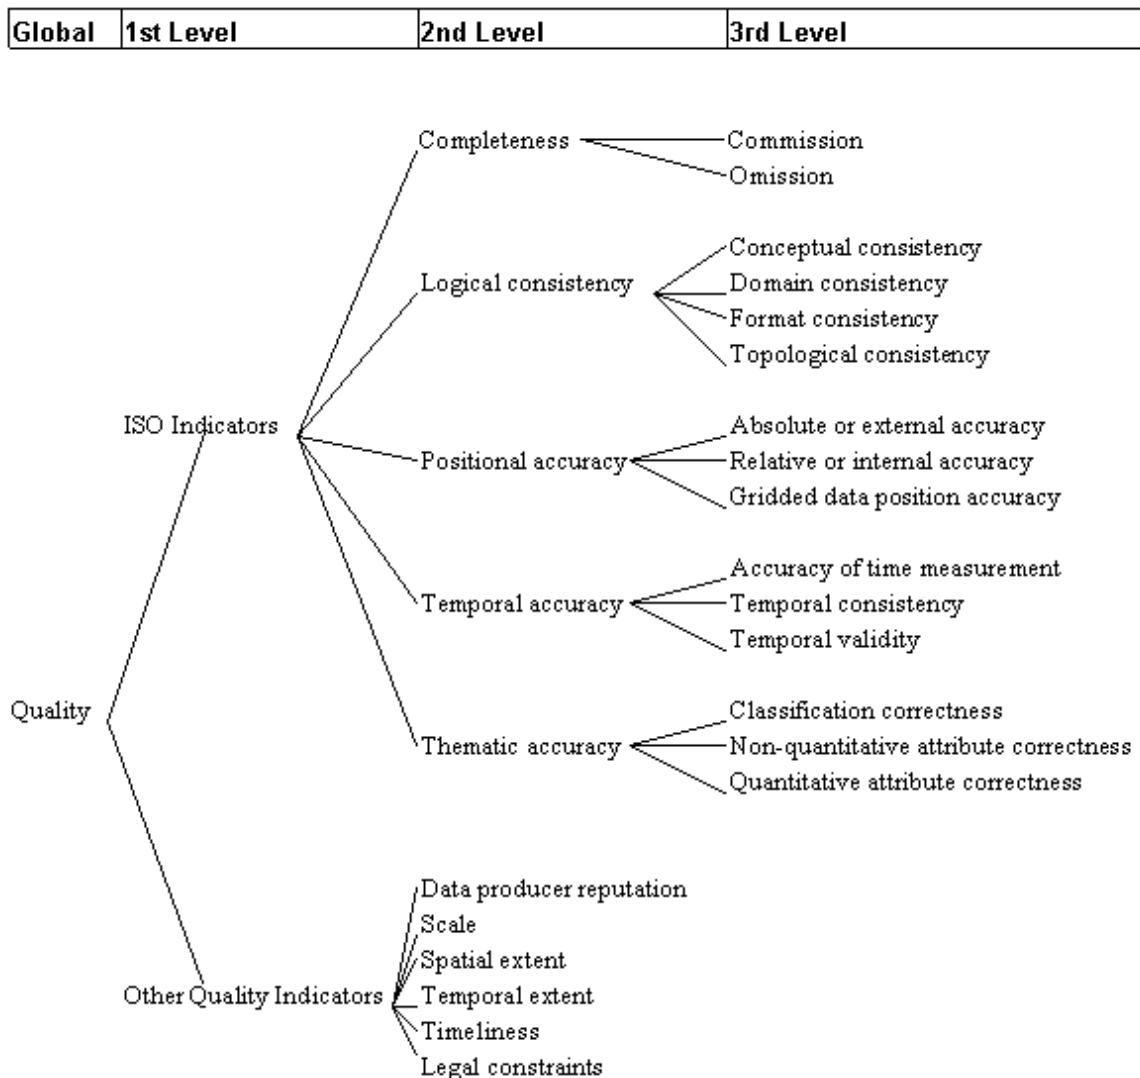 Global 1st Level 2nd Level 3rd Level
Completeness Commission
Omission
Conceptual consistency
Logical consistency Domain consistency
Format consistency
Topological consistency
ISO Indicators Absolute or external accuracy
Positional accuracy Relative or internal accuracy
Gridded data position accuracy
Accuracy of time measurement
Temporal accuracy Temporal consistency
Temporal validity
Quality Classification correctness
Thematic accuracy Non-quantitative attribute correctness
Quantitative attribute correctness
Data producer reputation
Scale
Spatial extent
Other Quality Indicators Temporal extent
Timeliness
Legal constraints